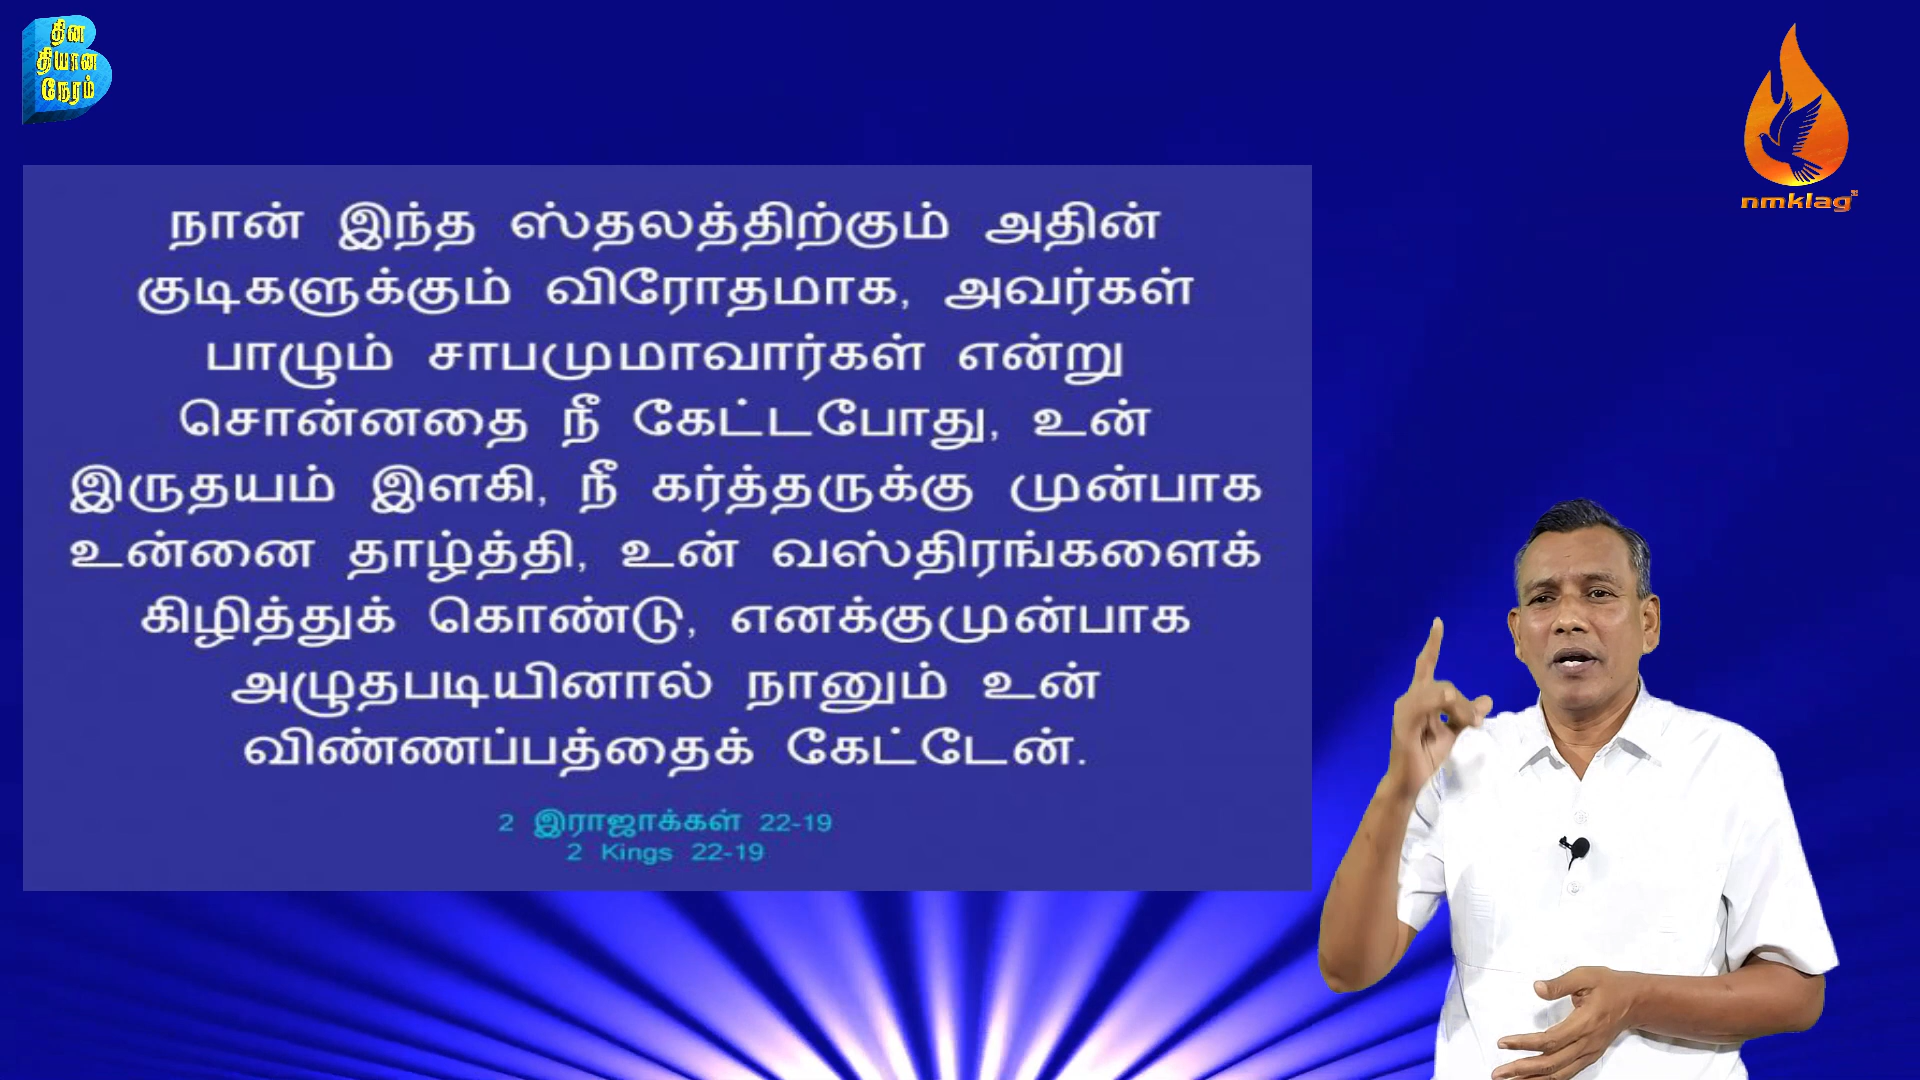 தின
தியான
நேரம்
nmklag
நான் இந்த ஸ்தலத்திற்கும் அதின்
குடிகளுக்கும் விரோதமாக, அவர்கள்
பாழும் சாபமுமாவார்கள் என்று
சொன்னதை நீ கேட்டபோது, உன்
இருதயம் இளகி, நீ கர்த்தருக்கு முன்பாக
உன்னை தாழ்த்தி, உன் வஸ்திரங்களைக்
கிழித்துக் கொண்டு, எனக்குமுன்பாக
அழுதபடியினால் நானும் உன்
விண்ணப்பத்தைக் கேட்டேன்.
2 இராஜாக்கள் 22-19
2 Kings 22-19